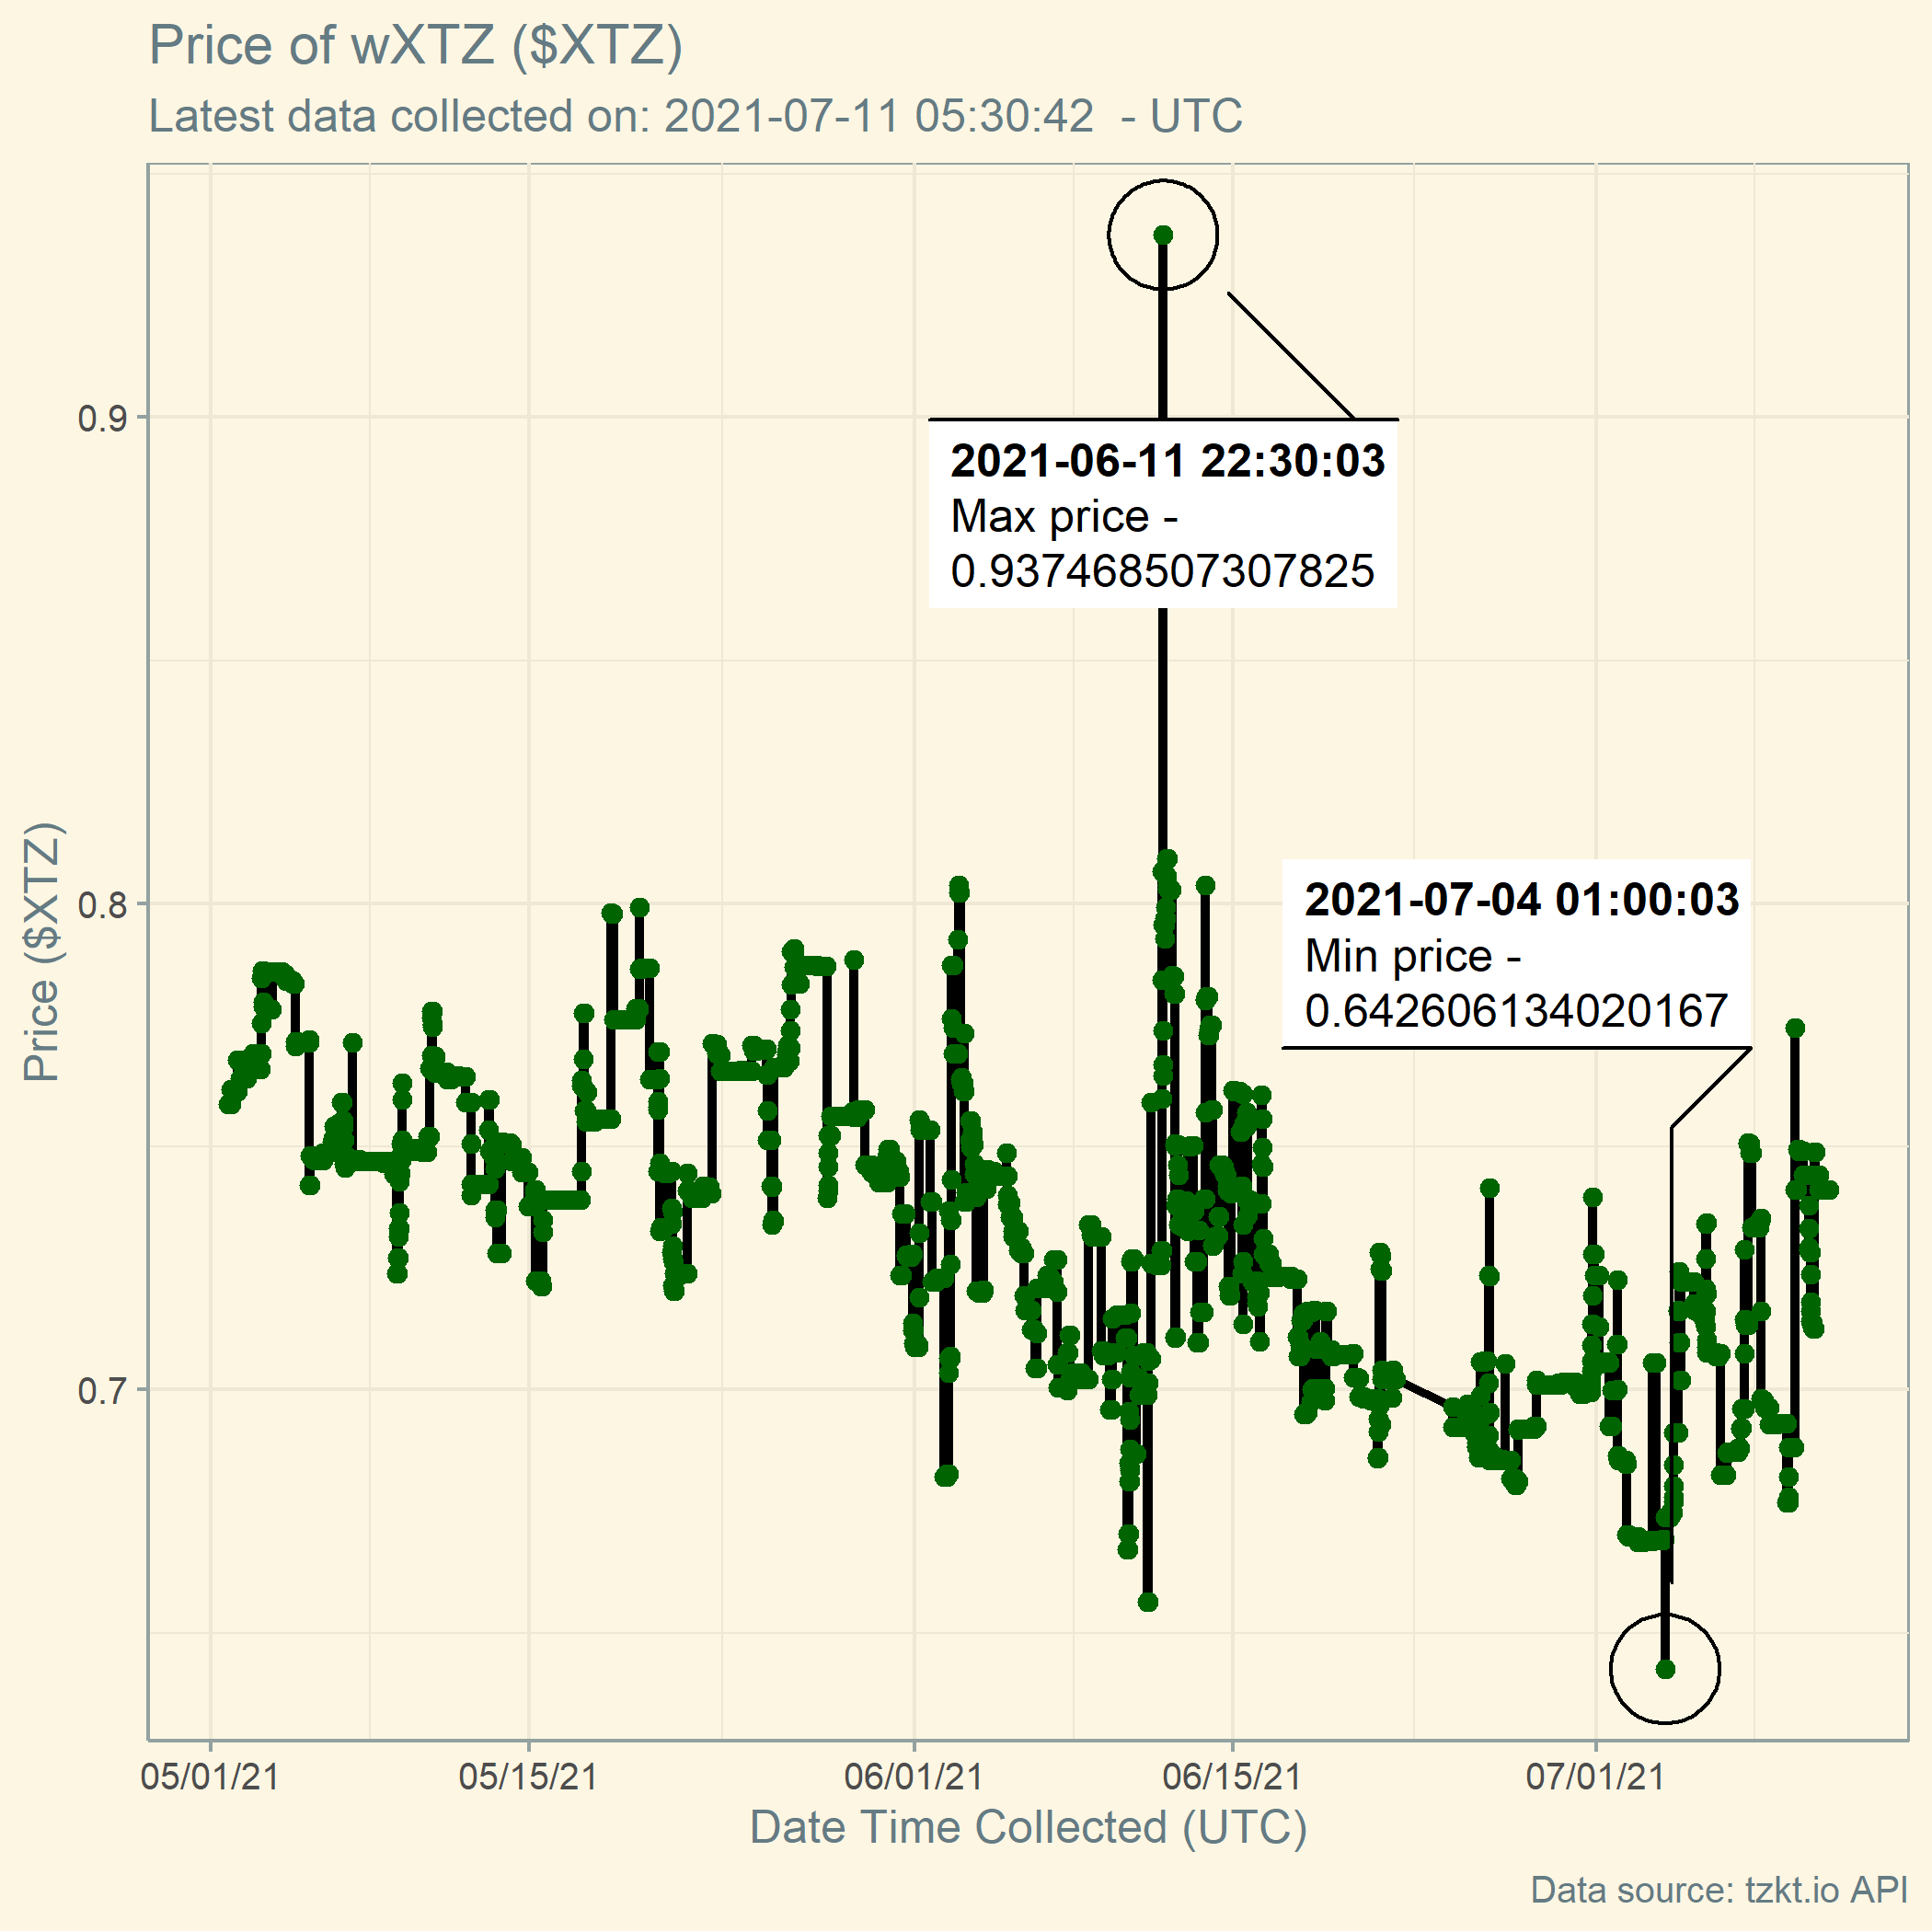 Price of wXTZ ($XTZ)
Latest data collected on: 2021-07-11 05:30:42  - UTC
Price ($XTZ)
0.9
0.8
0.7
2021-06-11 22:30:03
Max price -
0.937468507307825
2021-07-04 01:00:03
Min price -
0.642606134020167
05/01/21
05/15/21
06/01/21
06/15/21
07/01/21
Date Time Collected (UTC)
Data source: tzkt.io API